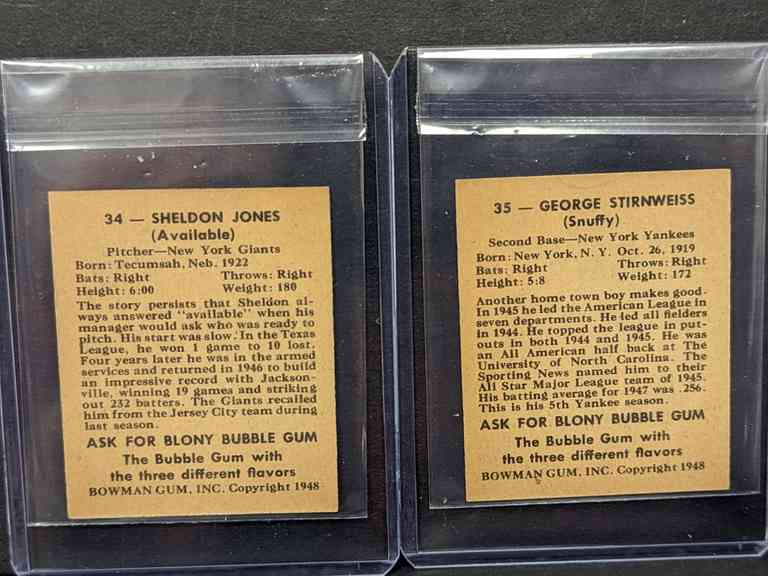 34 — SHELDON JONES
(Available)
Pitcher—New York Giants
Born: Tecumsah, Neb. 1922
Bats: Right Throws: Right
Height: 6:00 Weight: 180
The story persists that Sheldon al-
ways answered "available" when his
manager would ask who was ready to
pitch. His start was slow. In the Texas
League, he won 1 game to 10 lost.
Four years later he was in the armed
services and returned in 1946 to build
an impressive record with Jackson-
ville, winning 19 games and striking
out 232 batters. The Giants recalled
him from the Jersey City team during
last season.
ASK FOR BLONY BUBBLE GUM
The Bubble Gum with
the three different flavors
BOWMAN GUM, INC. Copyright 1948
35 — GEORGE STIRNWEISS
(Snuffy)
Second Base—New York Yankees
Born: New York, N. Y. Oct. 26, 1919
Bats: Right Throws: Right
Height: 5:8 Weight: 172
Another home town boy makes good.
In 1945 he led the American League in
seven departments. He led all fielders
in 1944. He topped the league in put-
outs in both 1944 and 1945. He was
an All American half back at The
University of North Carolina. The
Sporting News named him to their
All Star Major League team of 1945.
His batting average for 1947 was .256.
This is his 5th Yankee season.
ASK FOR BLONY BUBBLE GUM
The Bubble Gum with
the three different flavors
BOWMAN GUM, INC. Copyright 1948